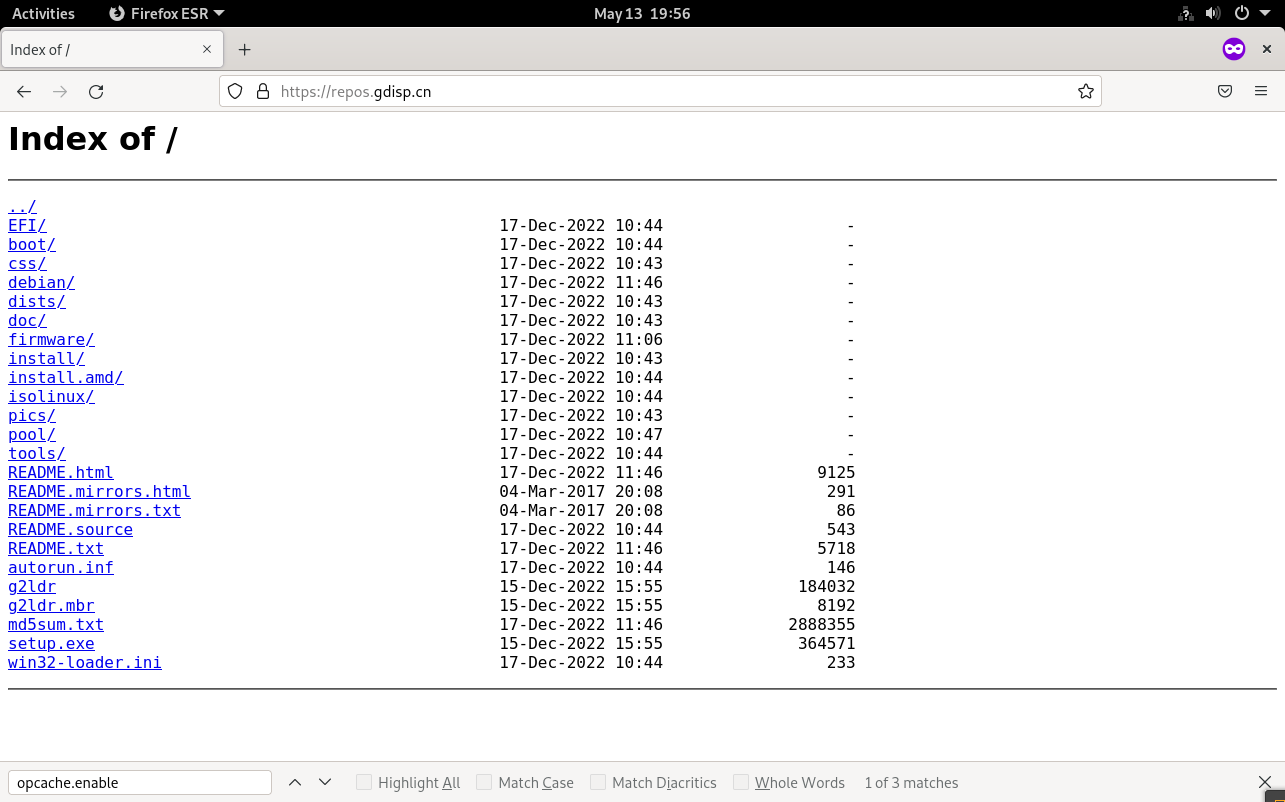 Activities Firefox ESR May 13 19:56
Index of /
https://repos.gdisp.cn
Index of /
../
EFI/ 17-Dec-2022 10:44 -
boot/ 17-Dec-2022 10:44 -
css/ 17-Dec-2022 10:43 -
debian/ 17-Dec-2022 11:46 -
dists/ 17-Dec-2022 10:43 -
doc/ 17-Dec-2022 10:43 -
firmware/ 17-Dec-2022 11:06 -
install/ 17-Dec-2022 10:43 -
install.amd/ 17-Dec-2022 10:44 -
isolinux/ 17-Dec-2022 10:44 -
pics/ 17-Dec-2022 10:43 -
pool/ 17-Dec-2022 10:47 -
tools/ 17-Dec-2022 10:44 -
README.html 17-Dec-2022 11:46 9125
README.mirrors.html 04-Mar-2017 20:08 291
README.mirrors.txt 04-Mar-2017 20:08 86
README.source 17-Dec-2022 10:44 543
README.txt 17-Dec-2022 11:46 5718
autorun.inf 17-Dec-2022 10:44 146
g2ldr 15-Dec-2022 15:55 184032
g2ldr.mbr 15-Dec-2022 15:55 8192
md5sum.txt 17-Dec-2022 11:46 2888355
setup.exe 15-Dec-2022 15:55 364571
win32-loader.ini 17-Dec-2022 10:44 233
opcache.enable Highlight All Match Case Match Diacritics Whole Words 1 of 3 matches